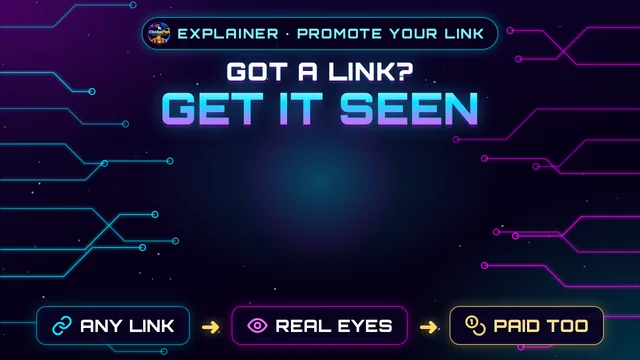 EXPLAINER · PROMOTE YOUR LINK
GOT A LINK?
GET IT SEEN
ANY LINK
REAL EYES
PAID TOO